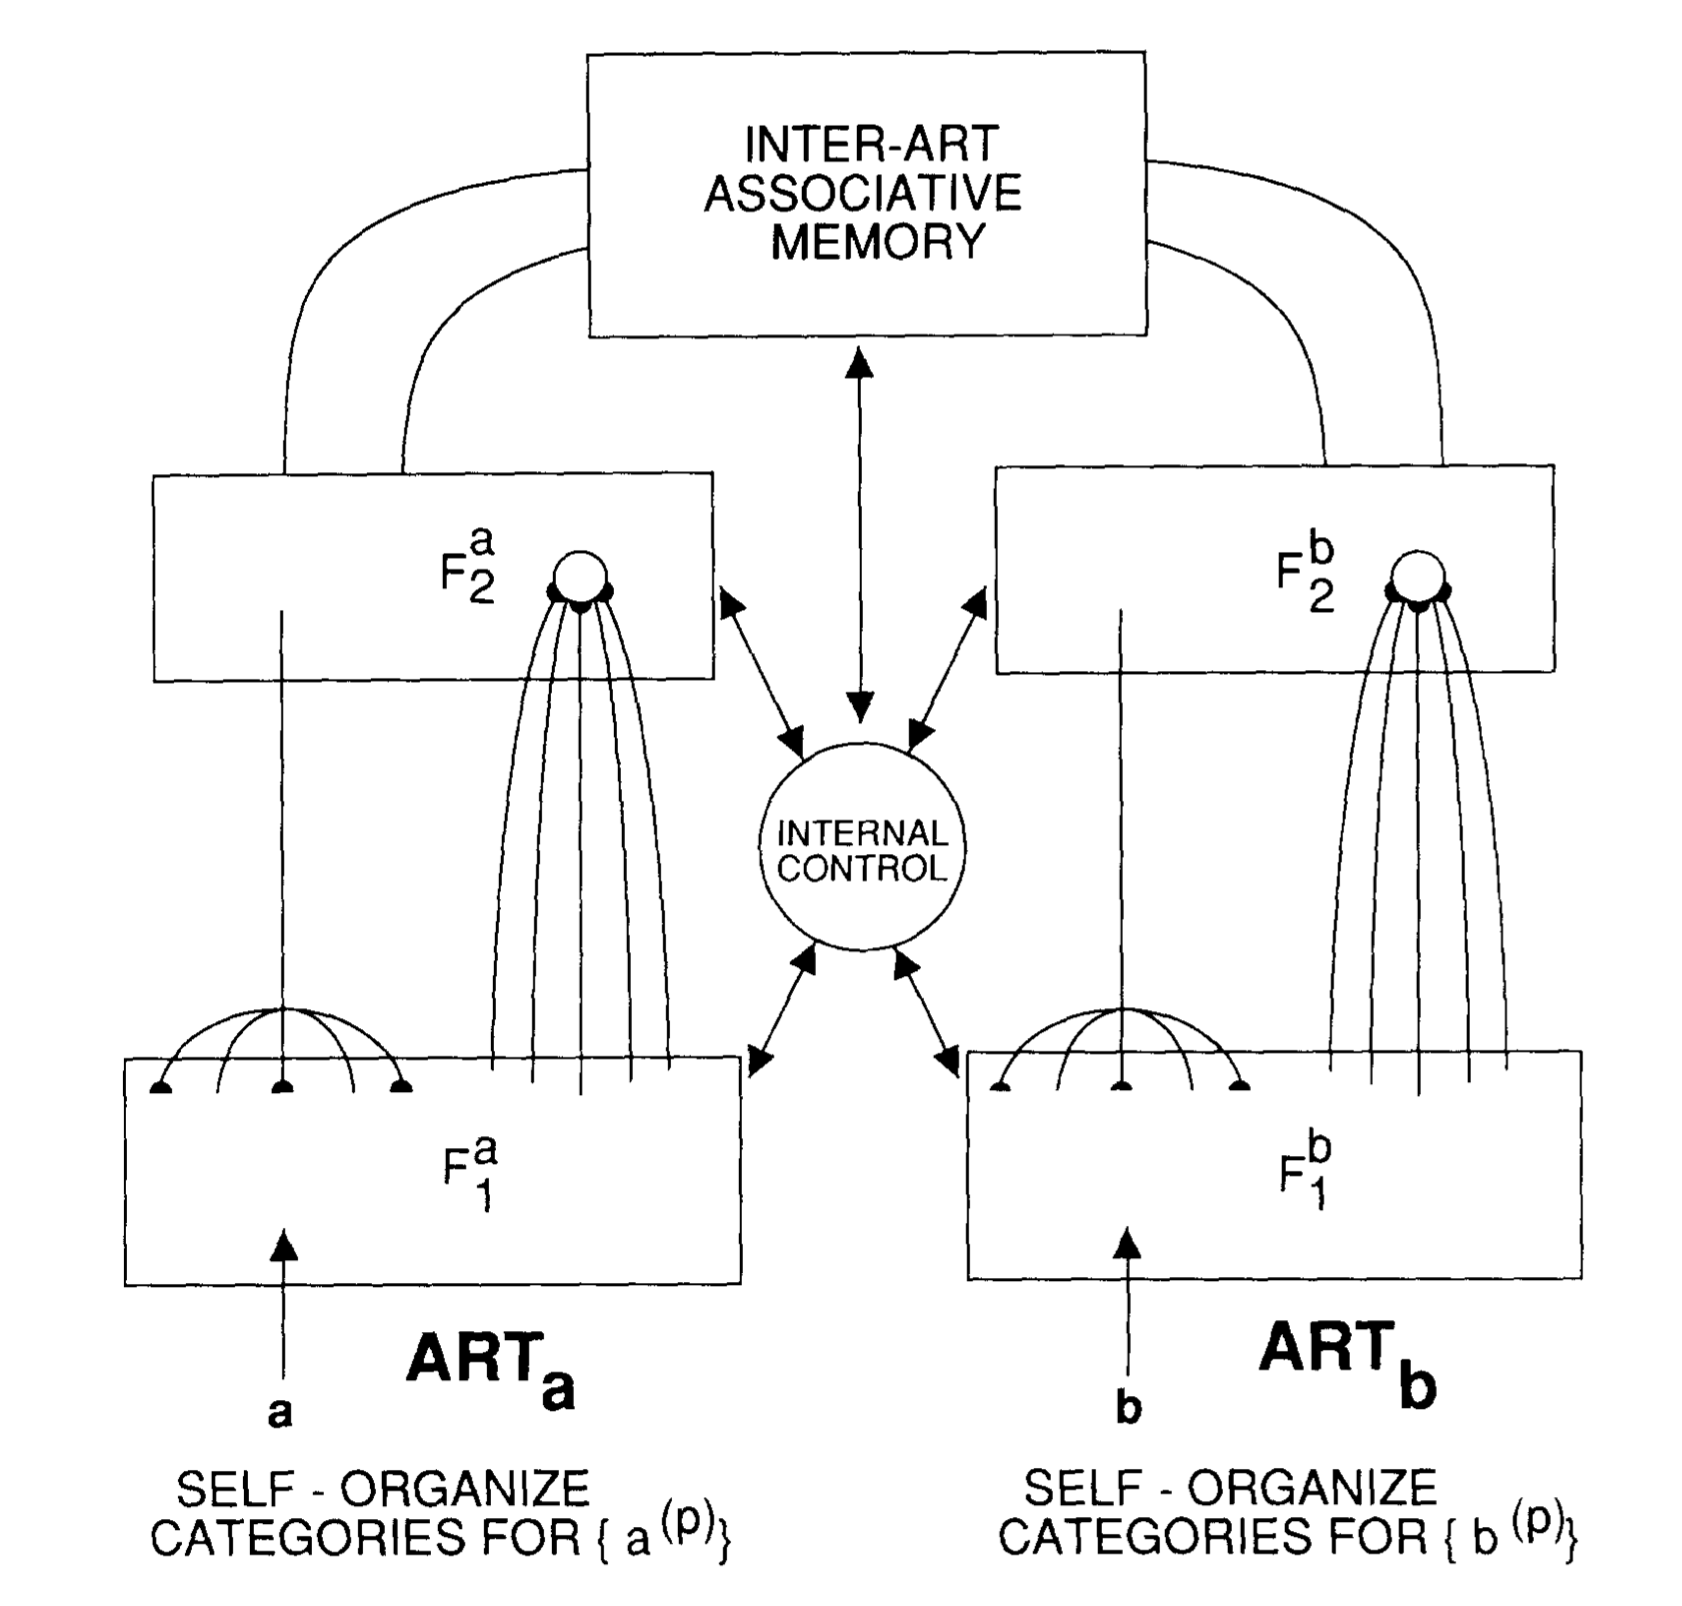 INTER-ART
ASSOCIATIVE
MEMORY
F₂ᵃ
F₂ᵇ
INTERNAL
CONTROL
F₁ᵃ
F₁ᵇ
ARTₐ
a
SELF - ORGANIZE
CATEGORIES FOR { a ⁽ᵖ⁾}
ART_b
b
SELF - ORGANIZE
CATEGORIES FOR { b ⁽ᵖ⁾}